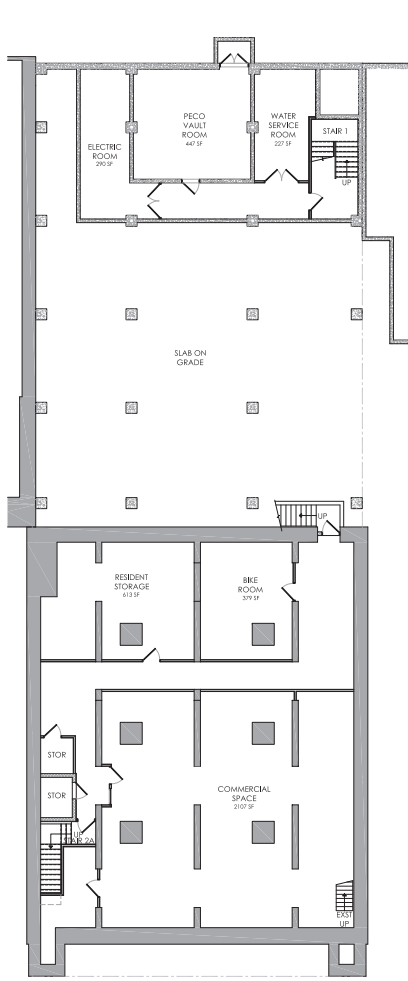 PECO
VAULT
ROOM
447 SF
WATER
SERVICE
ROOM
227 SF
STAIR 1
UP
ELECTRIC
ROOM
290 SF
SLAB ON
GRADE
UP
RESIDENT
STORAGE
613 SF
BIKE
ROOM
379 SF
STOR
STOR
COMMERCIAL
SPACE
2107 SF
UP
STAIR 2A
EXST
UP